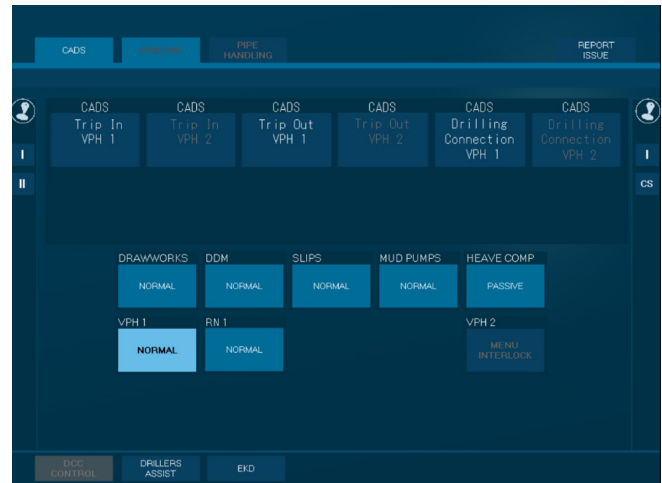 CADS
DRILLING
PIPE
HANDLING
REPORT
ISSUE
CADS
Trip In
VPH 1
CADS
Trip In
VPH 2
CADS
Trip Out
VPH 1
CADS
Trip Out
VPH 2
CADS
Drilling
Connection
VPH 1
CADS
Drilling
Connection
VPH 2
I
II
I
CS
DRAWWORKS
NORMAL
DDM
NORMAL
SLIPS
NORMAL
MUD PUMPS
NORMAL
HEAVE COMP
PASSIVE
VPH 1
NORMAL
RN 1
NORMAL
VPH 2
MENU
INTERLOCK
DCC
CONTROL
DRILLERS
ASSIST
EKD